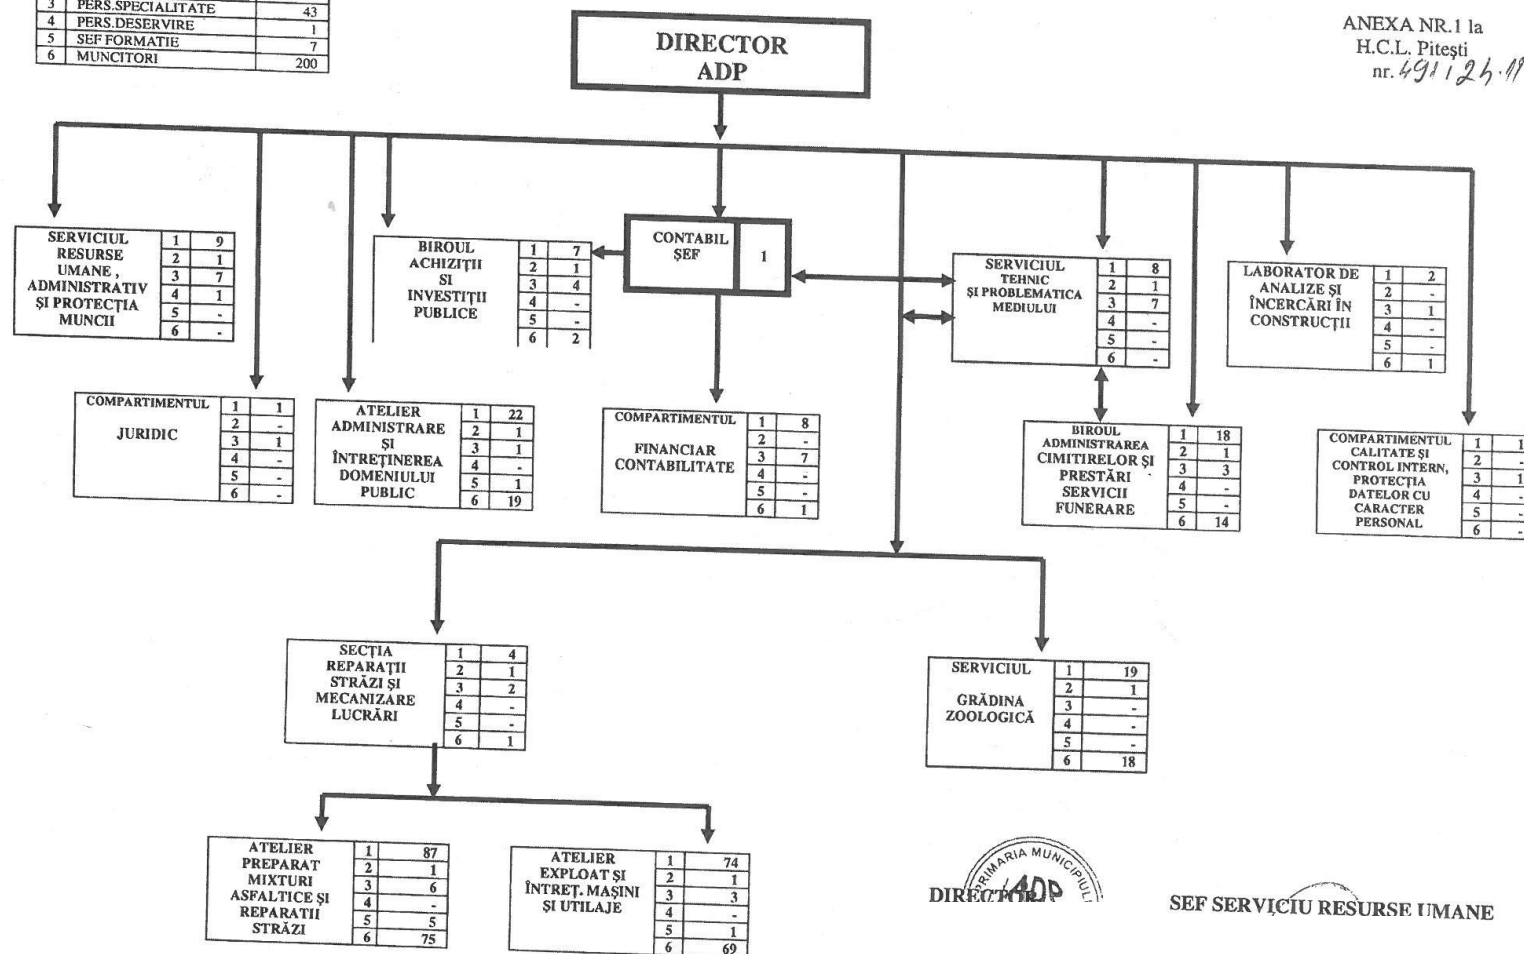 3 PERS.SPECIALITATE 43
4 PERS.DESERVIRE 1
5 SEF FORMATIE 7
6 MUNCITORI 200
DIRECTOR
ADP
ANEXA NR.1 la
H.C.L. Pitești
nr.
SERVICIUL
RESURSE
UMANE ,
ADMINISTRATIV
ȘI PROTECȚIA
MUNCII
1 9
2 1
3 7
4 1
5 -
6 -
BIROUL
ACHIZIȚII
SI
INVESTIȚII
PUBLICE
1 7
2 1
3 4
4 -
5 -
6 2
CONTABIL
ȘEF
1
SERVICIUL
TEHNIC
ȘI PROBLEMATICA
MEDIULUI
1 8
2 1
3 7
4 -
5 -
6 -
LABORATOR DE
ANALIZE ȘI
ÎNCERCĂRI ÎN
CONSTRUCȚII
1 2
2 -
3 1
4 -
5 -
6 1
COMPARTIMENTUL
JURIDIC
1 1
2 -
3 1
4 -
5 -
6 -
ATELIER
ADMINISTRARE
ȘI
ÎNTREȚINEREA
DOMENIULUI
PUBLIC
1 22
2 1
3 1
4 -
5 1
6 19
COMPARTIMENTUL
FINANCIAR
CONTABILITATE
1 8
2 -
3 7
4 -
5 -
6 1
BIROUL
ADMINISTRAREA
CIMITIRELOR ȘI
PRESTĂRI
SERVICII
FUNERARE
1 18
2 1
3 3
4 -
5 -
6 14
COMPARTIMENTUL
CALITATE ȘI
CONTROL INTERN,
PROTECȚIA
DATELOR CU
CARACTER
PERSONAL
1 1
2 -
3 1
4 -
5 -
6 -
SECȚIA
REPARAȚII
STRĂZI ȘI
MECANIZARE
LUCRĂRI
1 4
2 1
3 2
4 -
5 -
6 1
SERVICIUL
GRĂDINA
ZOOLOGICĂ
1 19
2 1
3 -
4 -
5 -
6 18
ATELIER
PREPARAT
MIXTURI
ASFALTICE ȘI
REPARATII
STRĂZI
1 87
2 1
3 6
4 -
5 5
6 75
ATELIER
EXPLOAT ȘI
ÎNTREȚ. MAȘINI
ȘI UTILAJE
1 74
2 1
3 3
4 -
5 1
6 69
PRIMARIA MUNICIPIULUI
ADP
DIRECTOR
SEF SERVICIU RESURSE UMANE